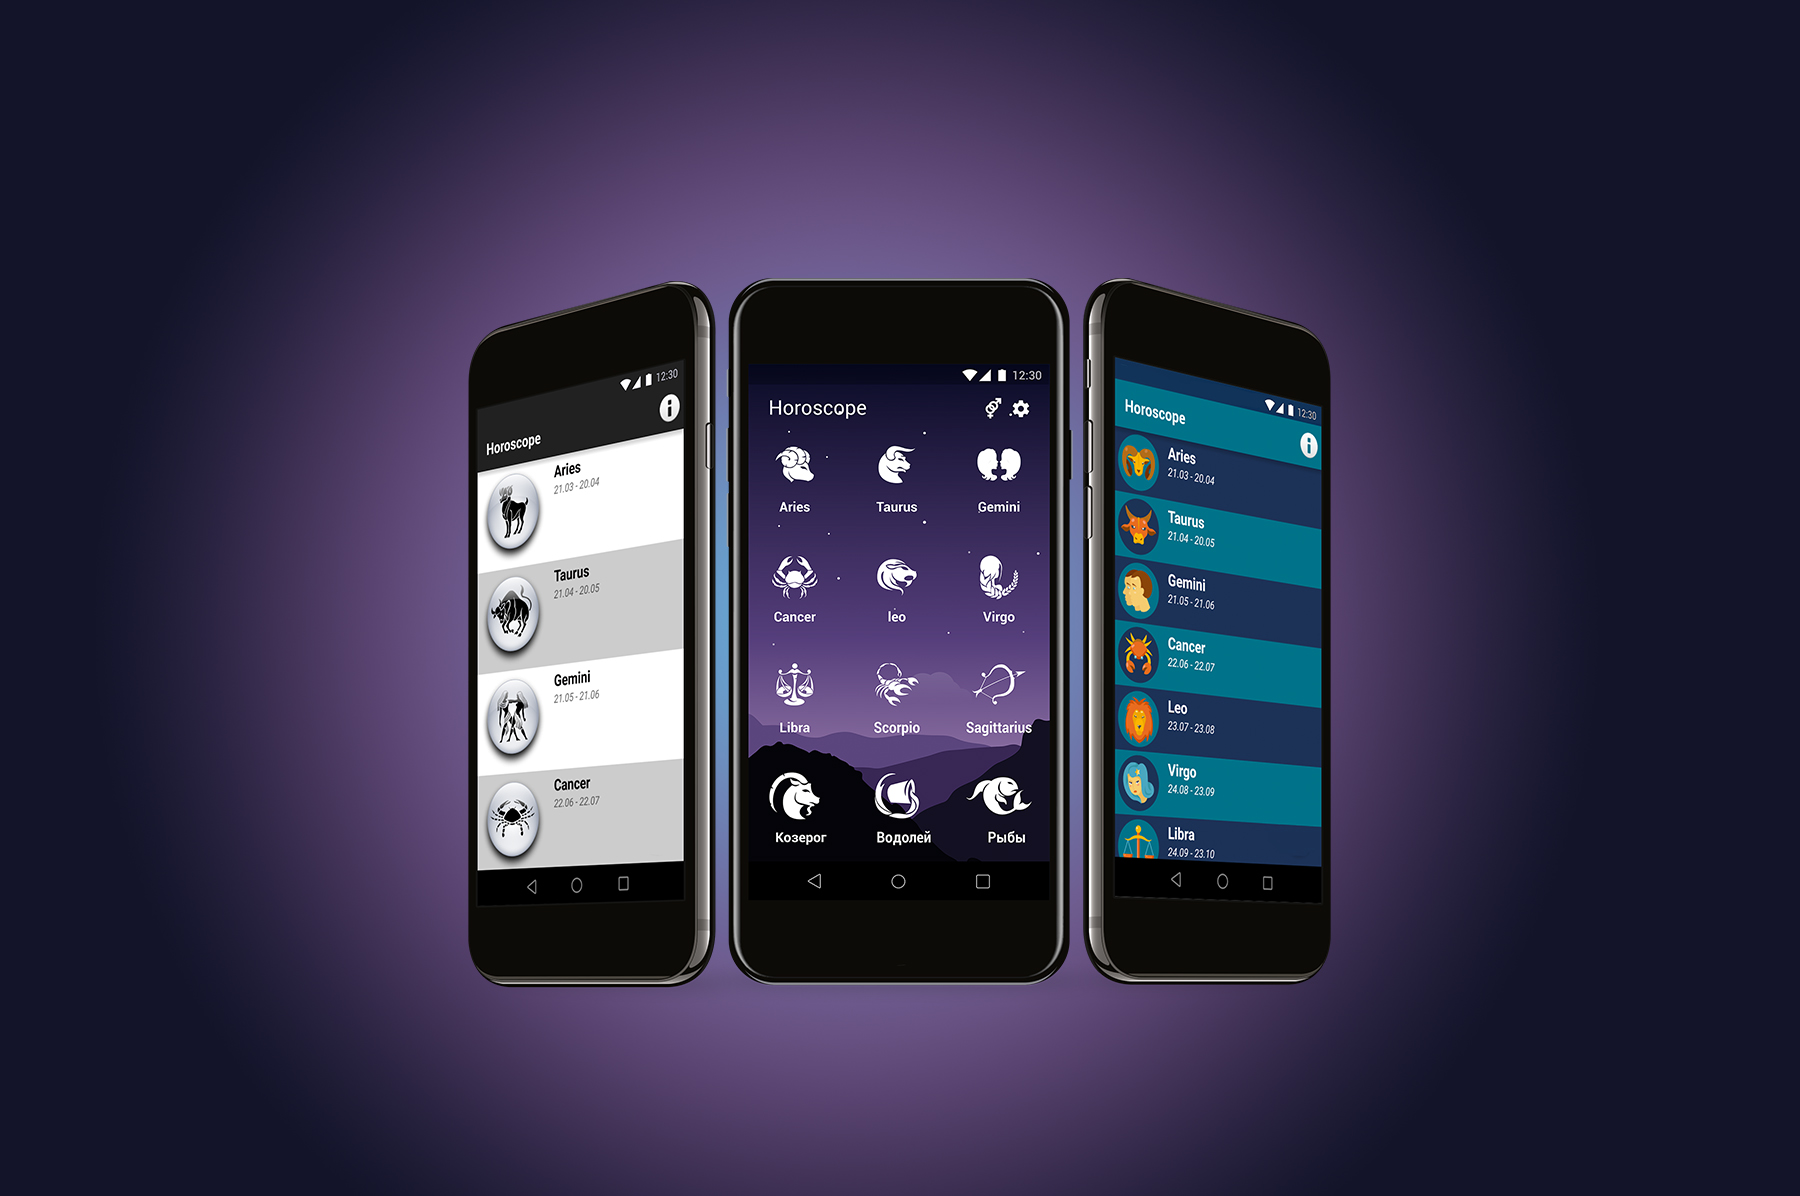 12:30
Horoscope
Aries
21.03 - 20.04
Taurus
21.04 - 20.05
Gemini
21.05 - 21.06
Cancer
22.06 - 22.07
12:30
Horoscope
Aries Taurus Gemini
Cancer leo Virgo
Libra Scorpio Sagittarius
Козерог Водолей Рыбы
12:30
Horoscope
Aries
21.03 - 20.04
Taurus
21.04 - 20.05
Gemini
21.05 - 21.06
Cancer
22.06 - 22.07
Leo
23.07 - 23.08
Virgo
24.08 - 23.09
Libra
24.09 - 23.10